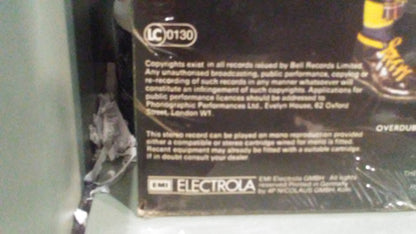 LC 0130
Copyrights exist in all records issued by Bell Records Limited.
Any unauthorised broadcasting, public performance, copying or
re-recording of such records in any manner whatsoever will
constitute an infringement of such copyrights. Applications for
public performance licences should be addressed to
Phonographic Performances Ltd., Evelyn House, 62 Oxford
Street, London W1.
OVERDUB
This stereo record can be played on mono reproduction provided
either a compatible or stereo cartridge wired for mono is fitted.
Recent equipment may already be fitted with a suitable cartridge.
If in doubt consult your dealer.
THE
EMI ELECTROLA
EMI Electrola GMBH All rights
reserved Printed in Germany
by 4P NICOLAUS GMBH, Köln